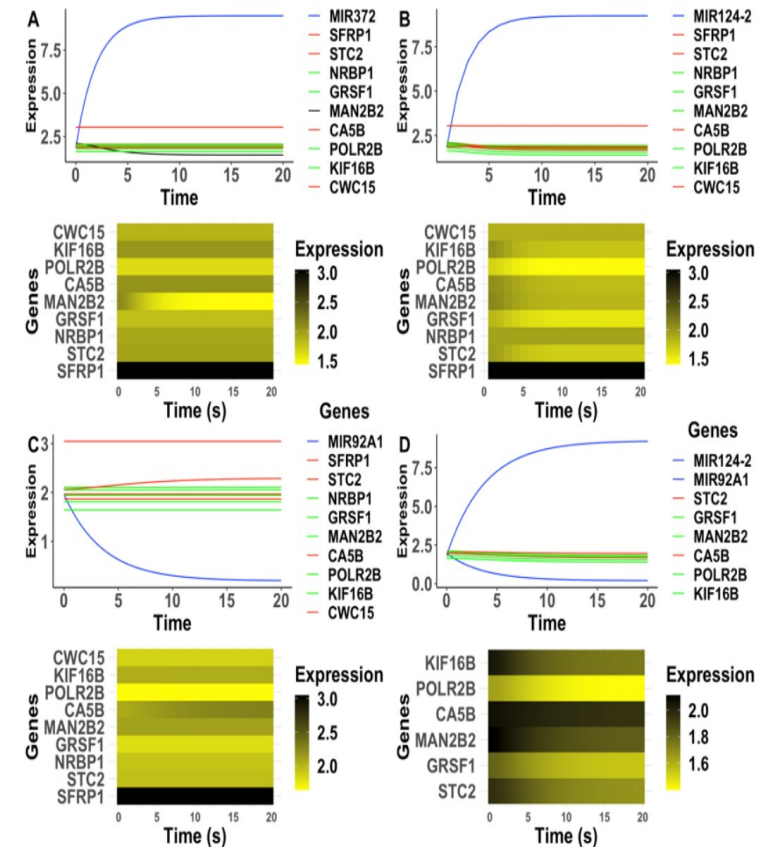 A
Expression
7.5
5.0
2.5
0 5 10 15 20
Time
MIR372
SFRP1
STC2
NRBP1
GRSF1
MAN2B2
CA5B
POLR2B
KIF16B
CWC15
B
Expression
7.5
5.0
2.5
5 10 15 20
Time
MIR124-2
SFRP1
STC2
NRBP1
GRSF1
MAN2B2
CA5B
POLR2B
KIF16B
CWC15
Genes
CWC15
KIF16B
POLR2B
CA5B
MAN2B2
GRSF1
NRBP1
STC2
SFRP1
0 5 10 15 20
Time (s)
Expression
3.0
2.5
2.0
1.5
Genes
CWC15
KIF16B
POLR2B
CA5B
MAN2B2
GRSF1
NRBP1
STC2
SFRP1
0 5 10 15 20
Time (s)
Expression
3.0
2.5
2.0
1.5
C
Expression
3
2
1
0 5 10 15 20
Time
Genes
MIR92A1
SFRP1
STC2
NRBP1
GRSF1
MAN2B2
CA5B
POLR2B
KIF16B
CWC15
D
Expression
7.5
5.0
2.5
0.0
0 5 10 15 20
Time
Genes
MIR124-2
MIR92A1
STC2
GRSF1
MAN2B2
CA5B
POLR2B
KIF16B
Genes
CWC15
KIF16B
POLR2B
CA5B
MAN2B2
GRSF1
NRBP1
STC2
SFRP1
0 5 10 15 20
Time (s)
Expression
3.0
2.5
2.0
Genes
KIF16B
POLR2B
CA5B
MAN2B2
GRSF1
STC2
0 5 10 15 20
Time (s)
Expression
2.0
1.8
1.6